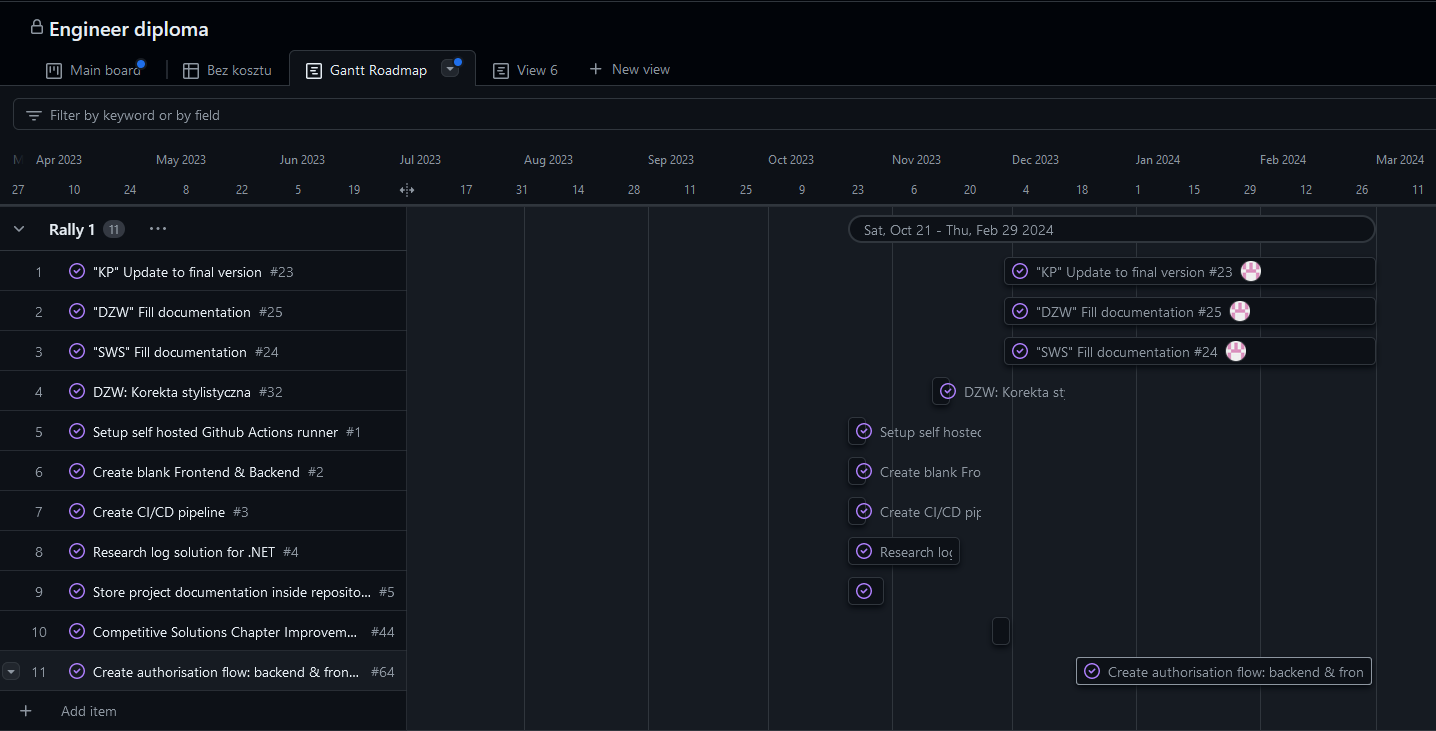 Engineer diploma
Main board Bez kosztu Gantt Roadmap View 6 + New view
Filter by keyword or by field
Apr 2023 May 2023 Jun 2023 Jul 2023 Aug 2023 Sep 2023 Oct 2023 Nov 2023 Dec 2023 Jan 2024 Feb 2024 Mar 2024
27 10 24 8 22 5 19 17 31 14 28 11 25 9 23 6 20 4 18 1 15 29 12 26 11
Rally 1 11 ... Sat, Oct 21 - Thu, Feb 29 2024
1 "KP" Update to final version #23 "KP" Update to final version #23
2 "DZW" Fill documentation #25 "DZW" Fill documentation #25
3 "SWS" Fill documentation #24 "SWS" Fill documentation #24
4 DZW: Korekta stylistyczna #32 DZW: Korekta st
5 Setup self hosted Github Actions runner #1 Setup self hosted
6 Create blank Frontend & Backend #2 Create blank Fro
7 Create CI/CD pipeline #3 Create CI/CD pip
8 Research log solution for .NET #4 Research log
9 Store project documentation inside reposito... #5
10 Competitive Solutions Chapter Improvem... #44
11 Create authorisation flow: backend & fron... #64 Create authorisation flow: backend & fron
+ Add item